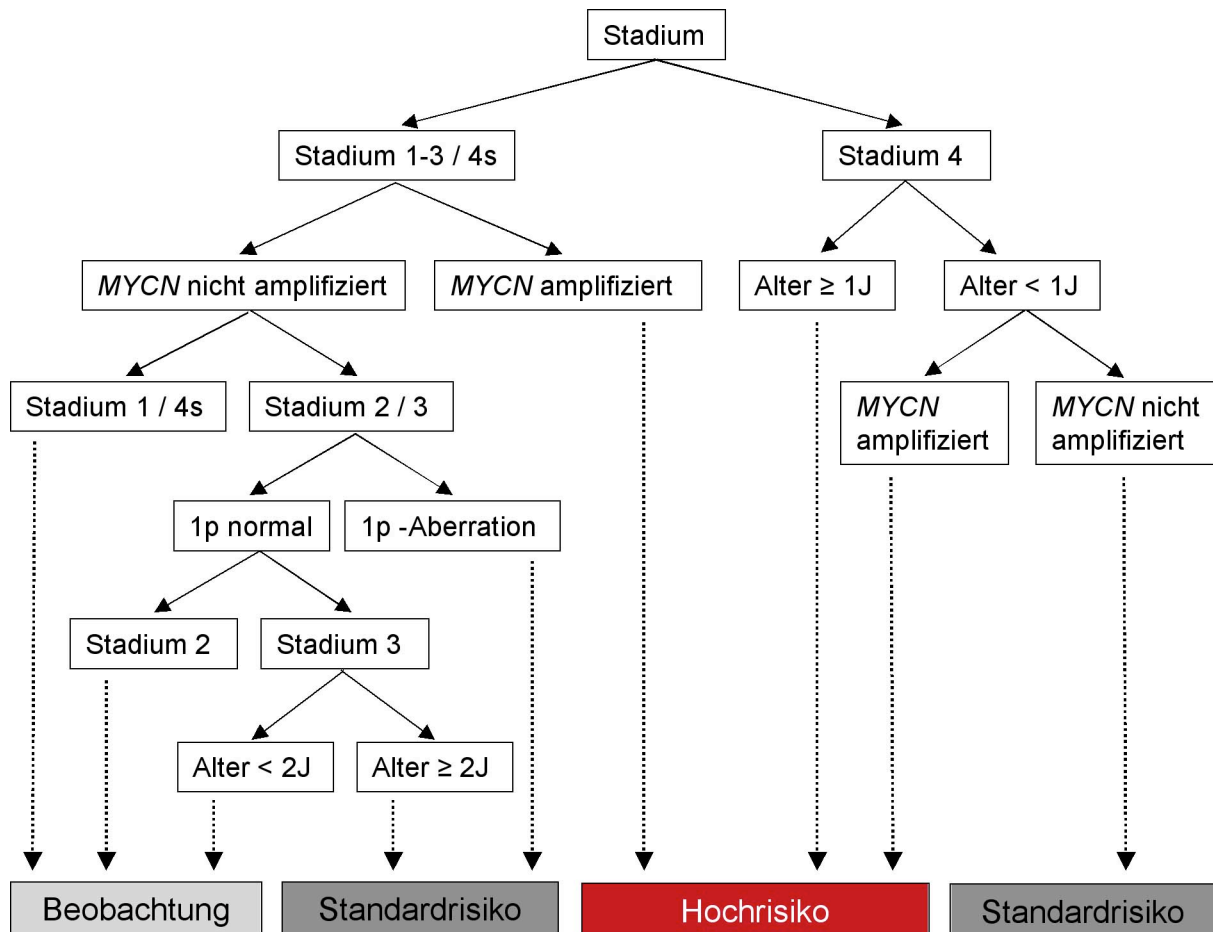 Stadium
Stadium 1-3 / 4s
Stadium 4
MYCN nicht amplifiziert
MYCN amplifiziert
Alter ≥ 1J
Alter < 1J
Stadium 1 / 4s
Stadium 2 / 3
MYCN
amplifiziert
MYCN nicht
amplifiziert
1p normal
1p -Aberration
Stadium 2
Stadium 3
Alter < 2J
Alter ≥ 2J
Beobachtung
Standardrisiko
Hochrisiko
Standardrisiko